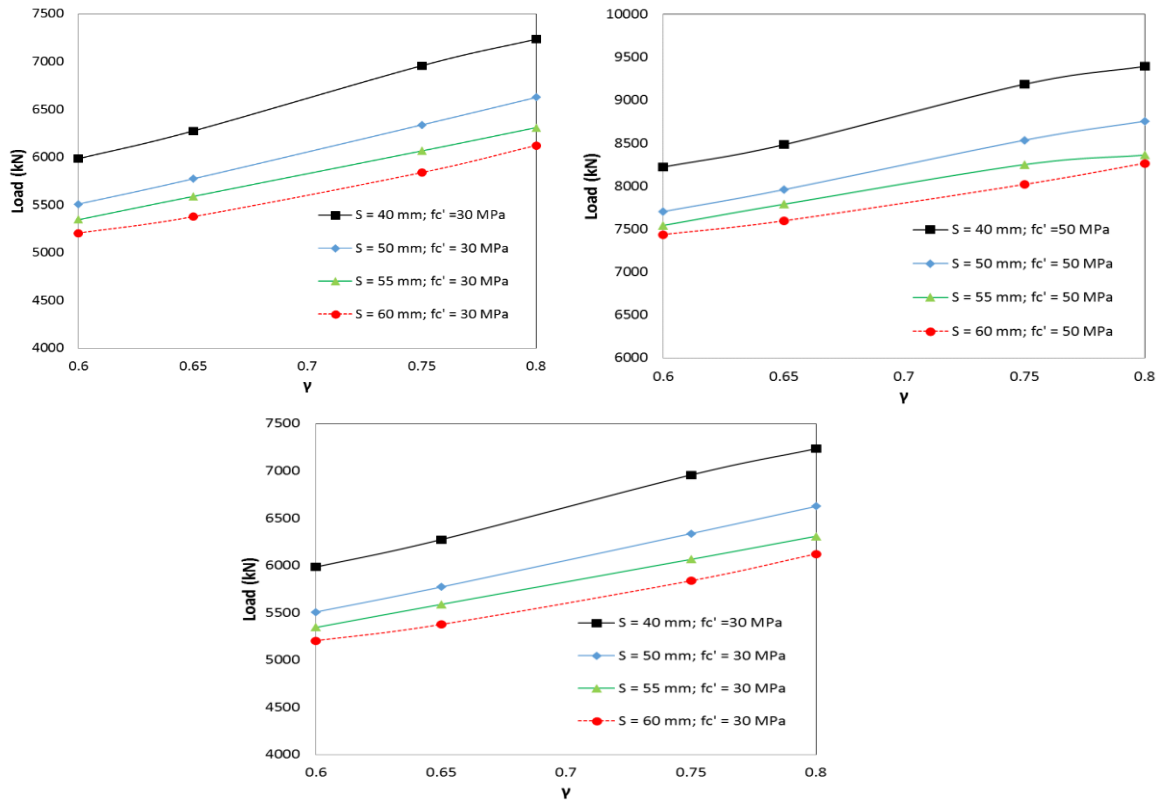 7500
7000
6500
6000
5500
5000
4500
4000
Load (kN)
0.6 0.65 0.7 0.75 0.8
γ
S = 40 mm; fc' =30 MPa
S = 50 mm; fc' = 30 MPa
S = 55 mm; fc' = 30 MPa
S = 60 mm; fc' = 30 MPa
10000
9500
9000
8500
8000
7500
7000
6500
6000
Load (kN)
0.6 0.65 0.7 0.75 0.8
γ
S = 40 mm; fc' =50 MPa
S = 50 mm; fc' = 50 MPa
S = 55 mm; fc' = 50 MPa
S = 60 mm; fc' = 50 MPa
7500
7000
6500
6000
5500
5000
4500
4000
Load (kN)
0.6 0.65 0.7 0.75 0.8
γ
S = 40 mm; fc' =30 MPa
S = 50 mm; fc' = 30 MPa
S = 55 mm; fc' = 30 MPa
S = 60 mm; fc' = 30 MPa